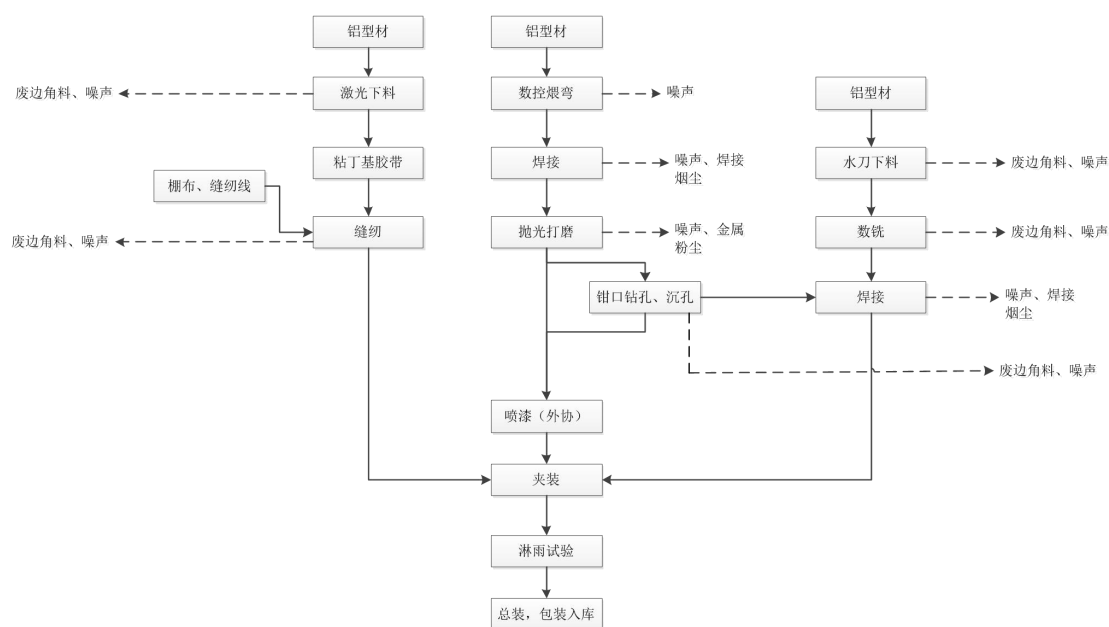 铝型材
铝型材
废边角料、噪声
激光下料
数控煨弯
噪声
铝型材
粘丁基胶带
焊接
噪声、焊接
烟尘
水刀下料
废边角料、噪声
棚布、缝纫线
废边角料、噪声
缝纫
抛光打磨
噪声、金属
粉尘
数铣
废边角料、噪声
钳口钻孔、沉孔
焊接
噪声、焊接
烟尘
废边角料、噪声
喷漆（外协）
夹装
淋雨试验
总装，包装入库